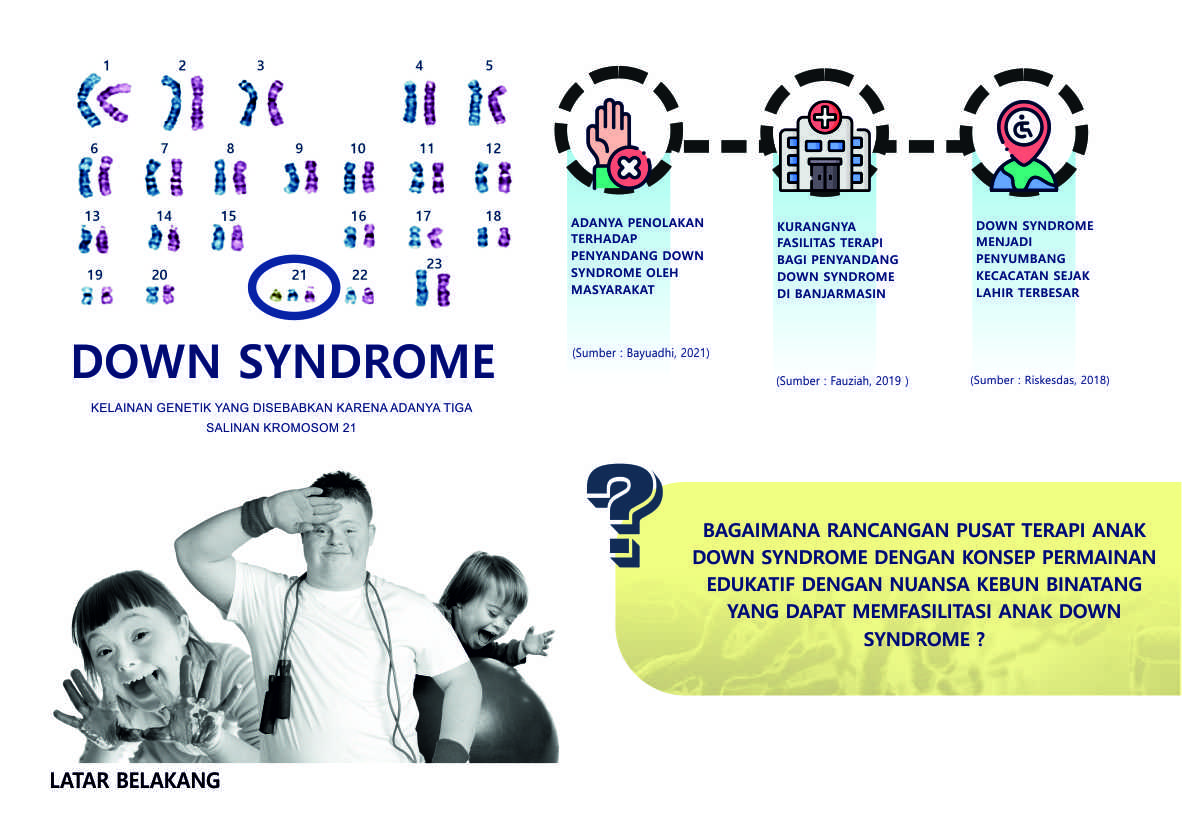 1 2 3 4 5
6 7 8 9 10 11 12
13 14 15 16 17 18
19 20 21 22 23
DOWN SYNDROME
KELAINAN GENETIK YANG DISEBABKAN KARENA ADANYA TIGA
SALINAN KROMOSOM 21
ADANYA PENOLAKAN
TERHADAP
PENYANDANG DOWN
SYNDROME OLEH
MASYARAKAT
(Sumber : Bayuadhi, 2021)
KURANGNYA
FASILITAS TERAPI
BAGI PENYANDANG
DOWN SYNDROME
DI BANJARMASIN
(Sumber : Fauziah, 2019 )
DOWN SYNDROME
MENJADI
PENYUMBANG
KECACATAN SEJAK
LAHIR TERBESAR
(Sumber : Riskesdas, 2018)
?
BAGAIMANA RANCANGAN PUSAT TERAPI ANAK
DOWN SYNDROME DENGAN KONSEP PERMAINAN
EDUKATIF DENGAN NUANSA KEBUN BINATANG
YANG DAPAT MEMFASILITASI ANAK DOWN
SYNDROME ?
LATAR BELAKANG